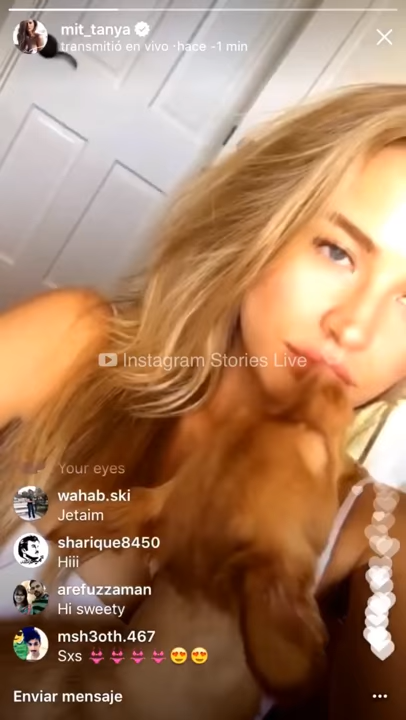 mit_tanya
transmitió en vivo · hace -1 min
Instagram Stories Live
Your eyes
wahab.ski
Jetaim
sharique8450
Hiii
arefuzzaman
Hi sweety
msh3oth.467
Sxs 👙👙👙👙😍😍
Enviar mensaje